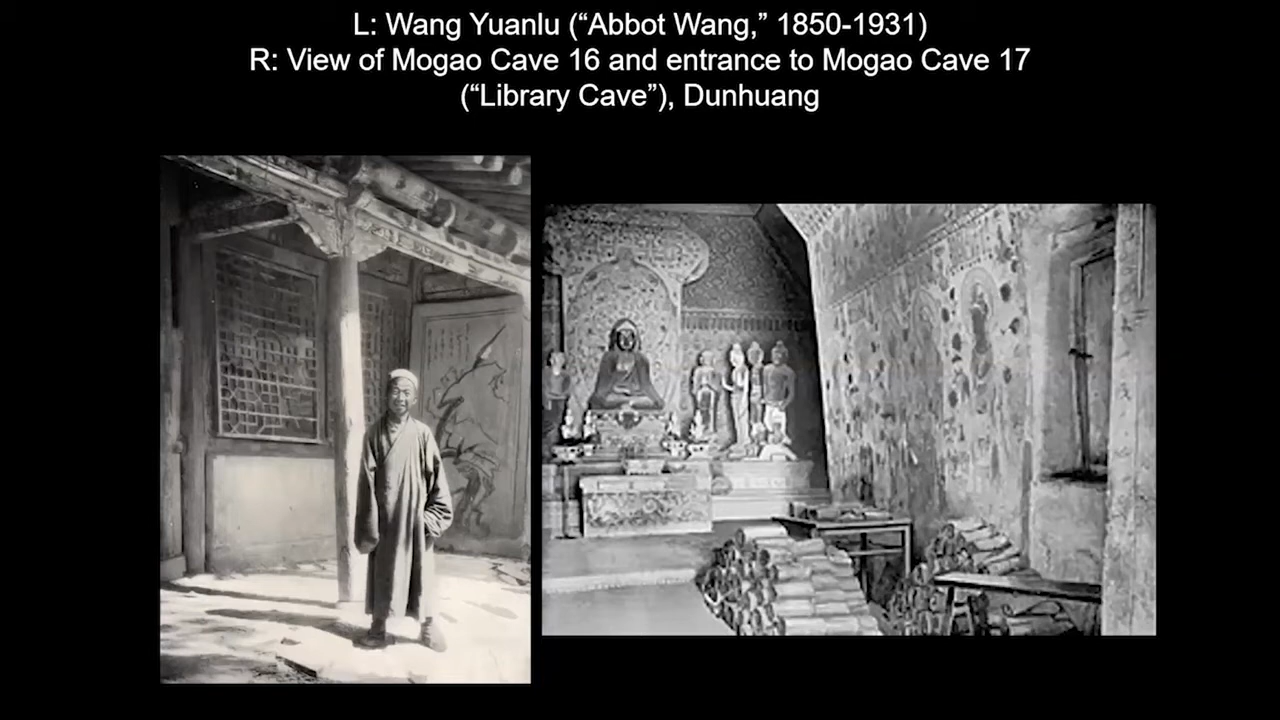 L: Wang Yuanlu (“Abbot Wang,” 1850-1931)
R: View of Mogao Cave 16 and entrance to Mogao Cave 17
(“Library Cave”), Dunhuang